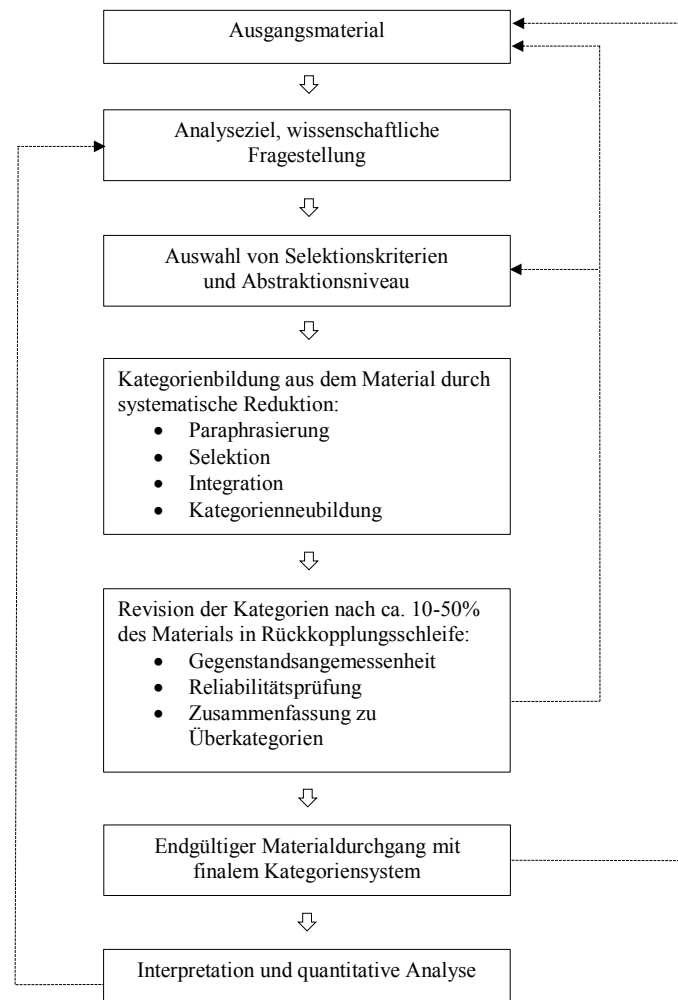 Ausgangsmaterial
Analyseziel, wissenschaftliche
Fragestellung
Auswahl von Selektionskriterien
und Abstraktionsniveau
Kategorienbildung aus dem Material durch
systematische Reduktion:
• Paraphrasierung
• Selektion
• Integration
• Kategorienneubildung
Revision der Kategorien nach ca. 10-50%
des Materials in Rückkopplungsschleife:
• Gegenstandsangemessenheit
• Reliabilitätsprüfung
• Zusammenfassung zu
Überkategorien
Endgültiger Materialdurchgang mit
finalem Kategoriensystem
Interpretation und quantitative Analyse